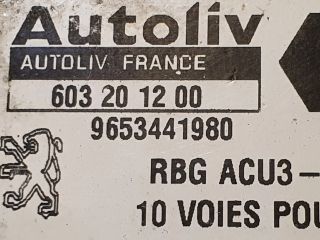 Autoliv
AUTOLIV FRANCE
603 20 12 00
9653441980
RBG ACU3-
10 VOIES POU